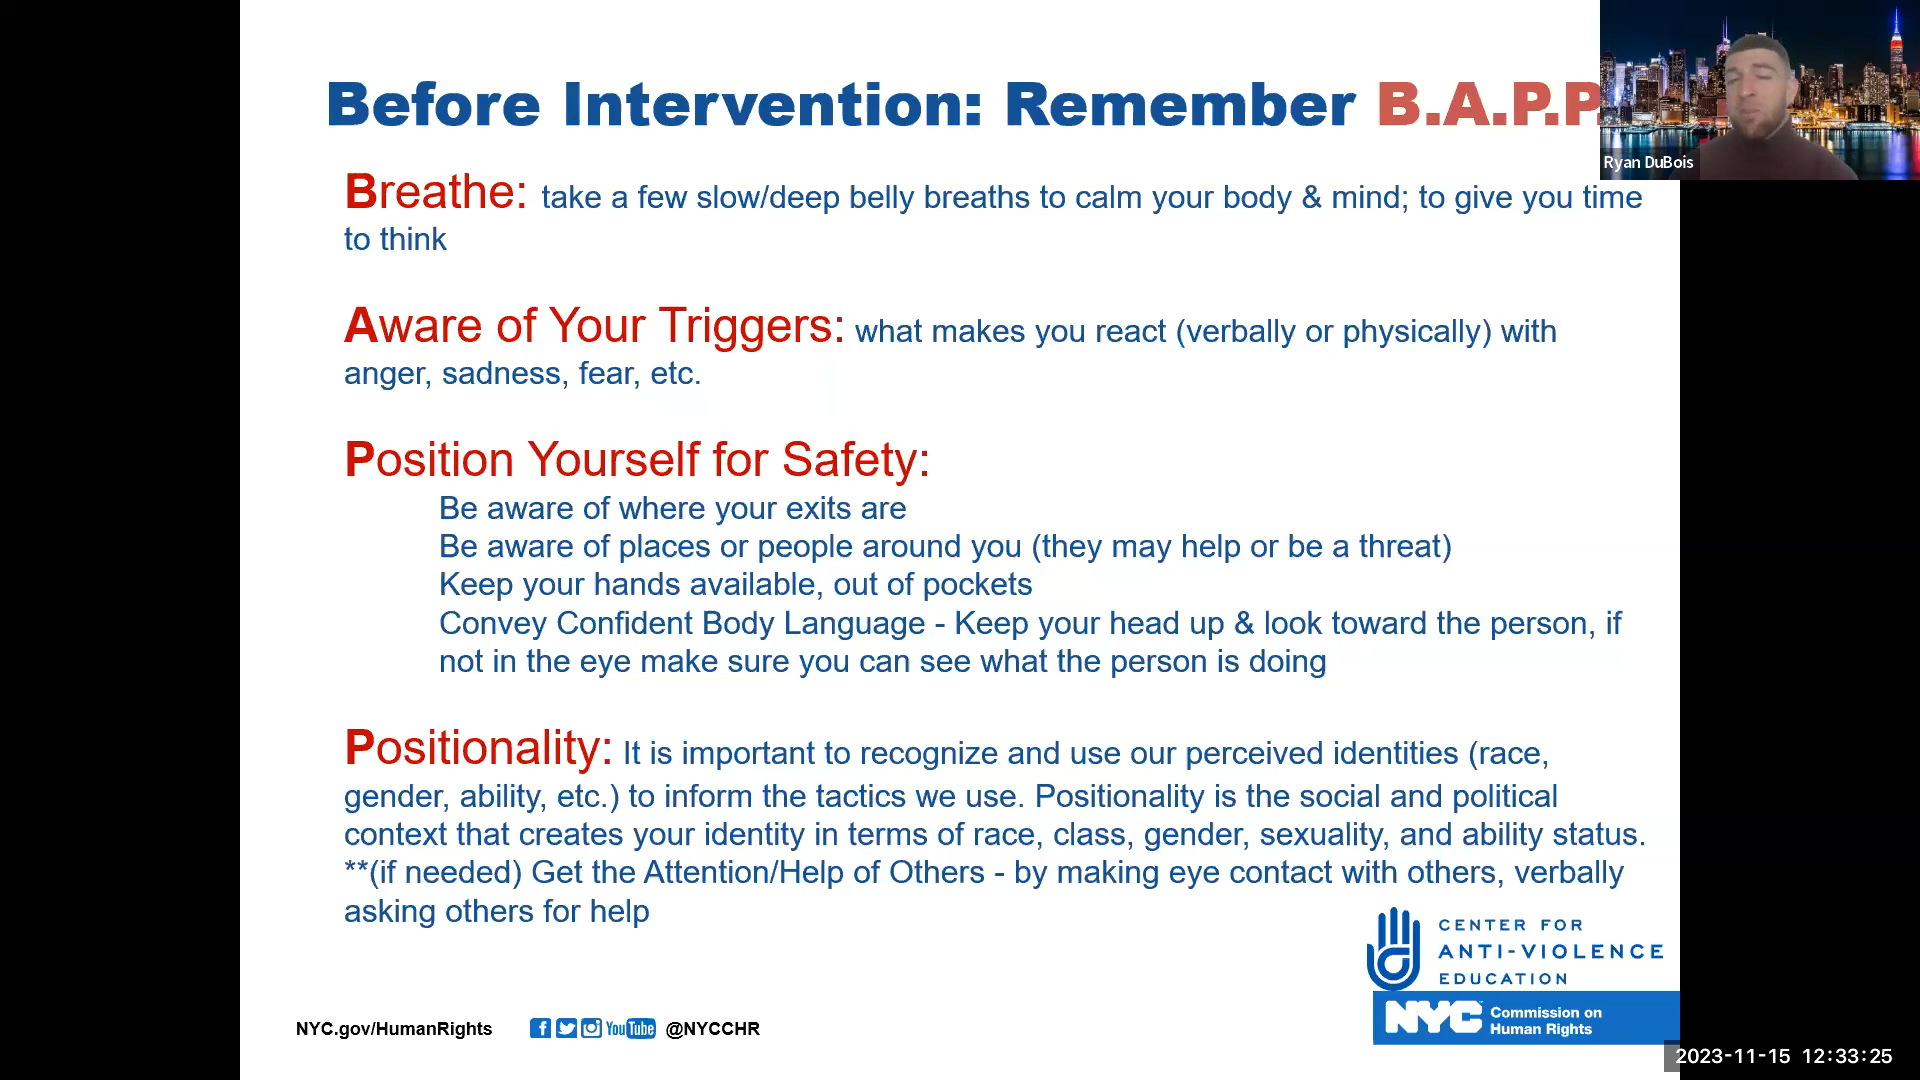 Before Intervention: Remember B.A.P.P.
Ryan DuBois
Breathe: take a few slow/deep belly breaths to calm your body & mind; to give you time
to think
Aware of Your Triggers: what makes you react (verbally or physically) with
anger, sadness, fear, etc.
Position Yourself for Safety:
Be aware of where your exits are
Be aware of places or people around you (they may help or be a threat)
Keep your hands available, out of pockets
Convey Confident Body Language - Keep your head up & look toward the person, if
not in the eye make sure you can see what the person is doing
Positionality: It is important to recognize and use our perceived identities (race,
gender, ability, etc.) to inform the tactics we use. Positionality is the social and political
context that creates your identity in terms of race, class, gender, sexuality, and ability status.
**(if needed) Get the Attention/Help of Others - by making eye contact with others, verbally
asking others for help
CENTER FOR
ANTI-VIOLENCE
EDUCATION
NYC Commission on
Human Rights
NYC.gov/HumanRights YouTube @NYCCHR
2023-11-15 12:33:25